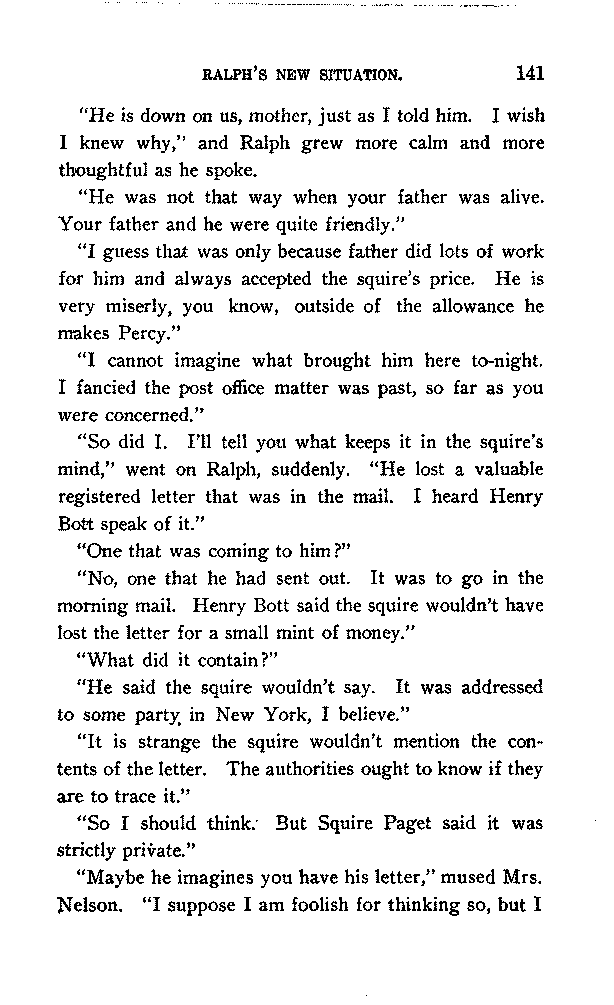 RALPH'S NEW SITUATION. 141
"He is down on us, mother, just as I told him. I wish
I knew why," and Ralph grew more calm and more
thoughtful as he spoke.
"He was not that way when your father was alive.
Your father and he were quite friendly."
"I guess that was only because father did lots of work
for him and always accepted the squire's price. He is
very miserly, you know, outside of the allowance he
makes Percy."
"I cannot imagine what brought him here to-night.
I fancied the post office matter was past, so far as you
were concerned."
"So did I. I'll tell you what keeps it in the squire's
mind," went on Ralph, suddenly. "He lost a valuable
registered letter that was in the mail. I heard Henry
Bott speak of it."
"One that was coming to him?"
"No, one that he had sent out. It was to go in the
morning mail. Henry Bott said the squire wouldn't have
lost the letter for a small mint of money."
"What did it contain?"
"He said the squire wouldn't say. It was addressed
to some party in New York, I believe."
"It is strange the squire wouldn't mention the con-
tents of the letter. The authorities ought to know if they
are to trace it."
"So I should think. But Squire Paget said it was
strictly private."
"Maybe he imagines you have his letter," mused Mrs.
Nelson. "I suppose I am foolish for thinking so, but I